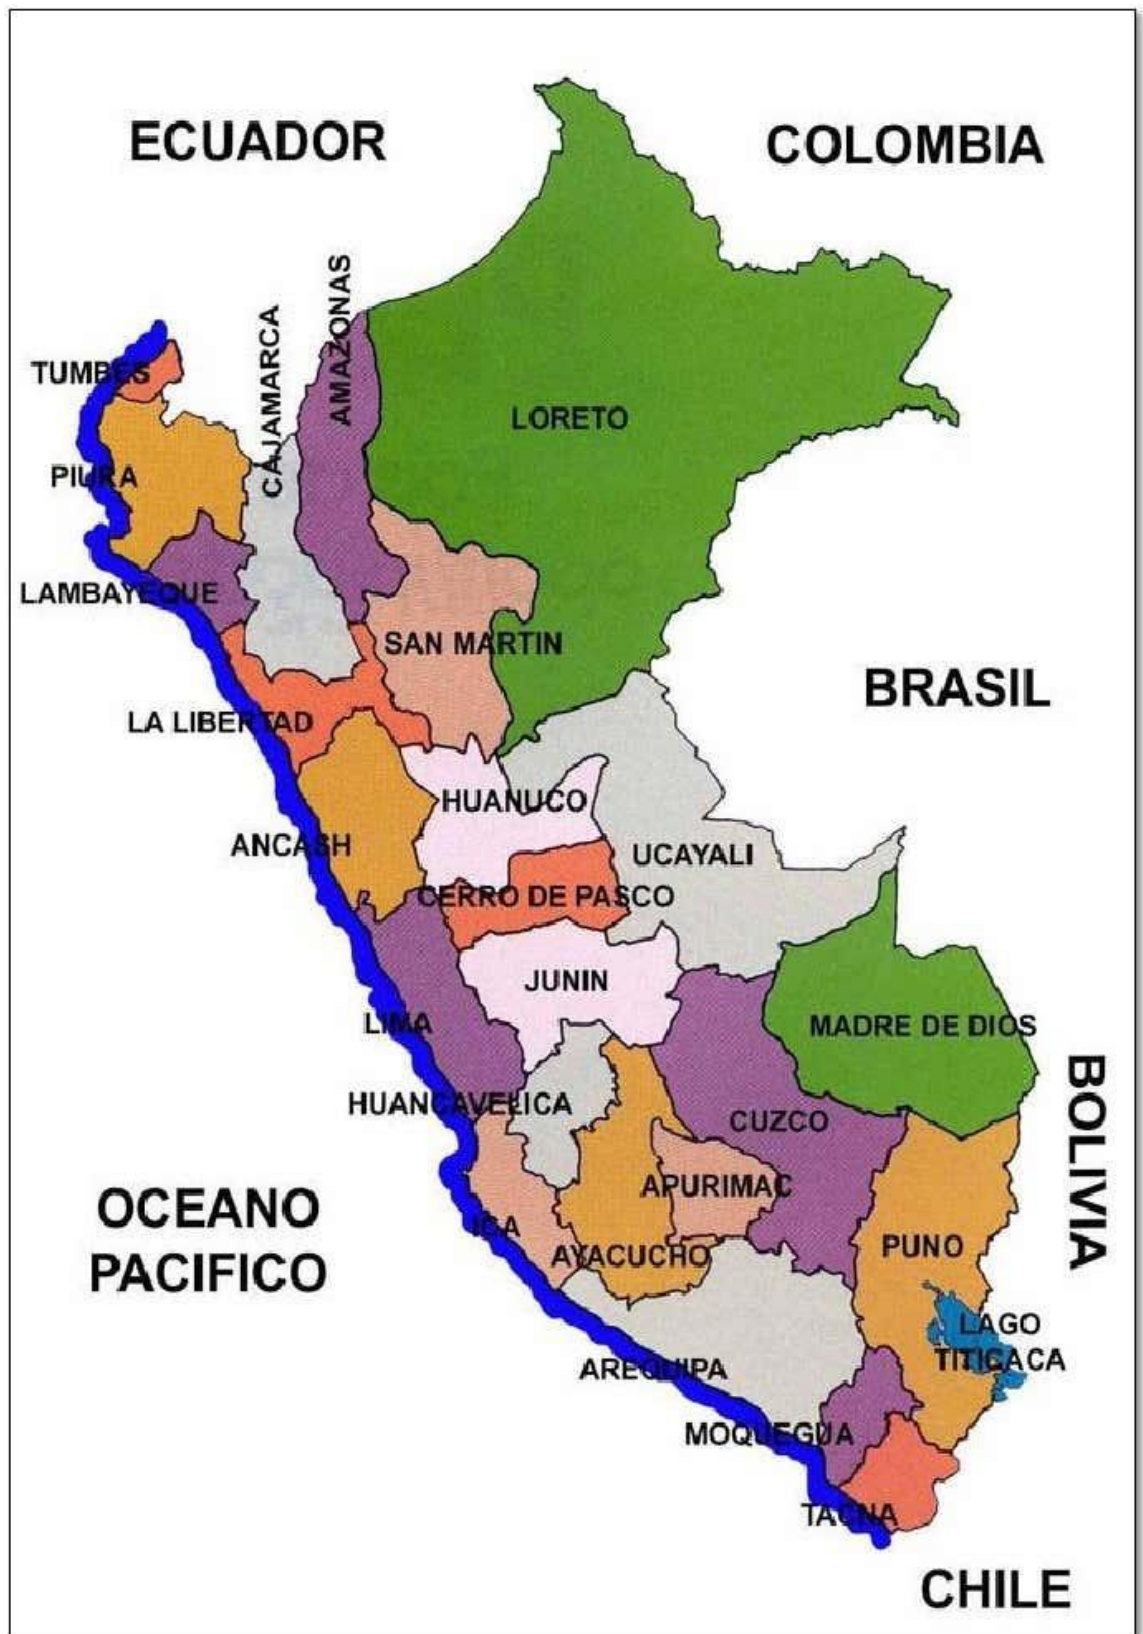 ECUADOR
COLOMBIA
AMAZONAS
CAJAMARCA
TUMBES
LORETO
PIURA
LAMBAYEQUE
SAN MARTIN
BRASIL
LA LIBERTAD
HUANUCO
ANCASH
UCAYALI
CERRO DE PASCO
JUNIN
LIMA
MADRE DE DIOS
HUANCAVELICA
CUZCO
BOLIVIA
APURIMAC
OCEANO
PACIFICO
ICA
AYACUCHO
PUNO
LAGO
TITICACA
AREQUIPA
MOQUEGUA
TACNA
CHILE